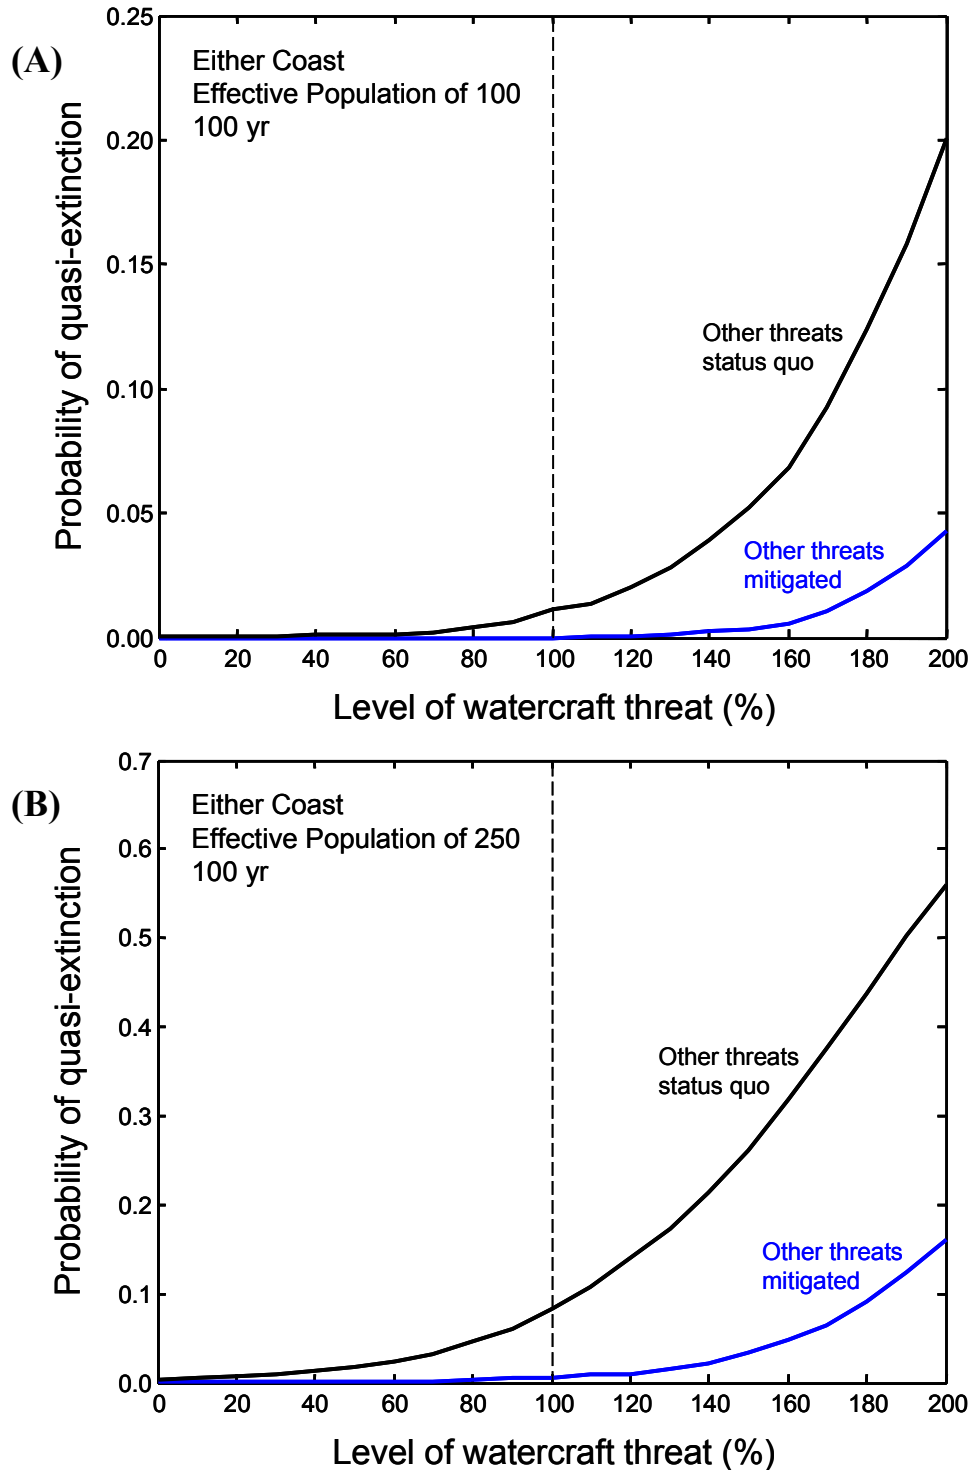 (A)
Either Coast
Effective Population of 100
100 yr
Probability of quasi-extinction
0.25
0.20
0.15
0.10
0.05
0.00
Other threats
status quo
Other threats
mitigated
0 20 40 60 80 100 120 140 160 180 200
Level of watercraft threat (%)
(B)
Either Coast
Effective Population of 250
100 yr
Probability of quasi-extinction
0.7
0.6
0.5
0.4
0.3
0.2
0.1
0.0
Other threats
status quo
Other threats
mitigated
0 20 40 60 80 100 120 140 160 180 200
Level of watercraft threat (%)